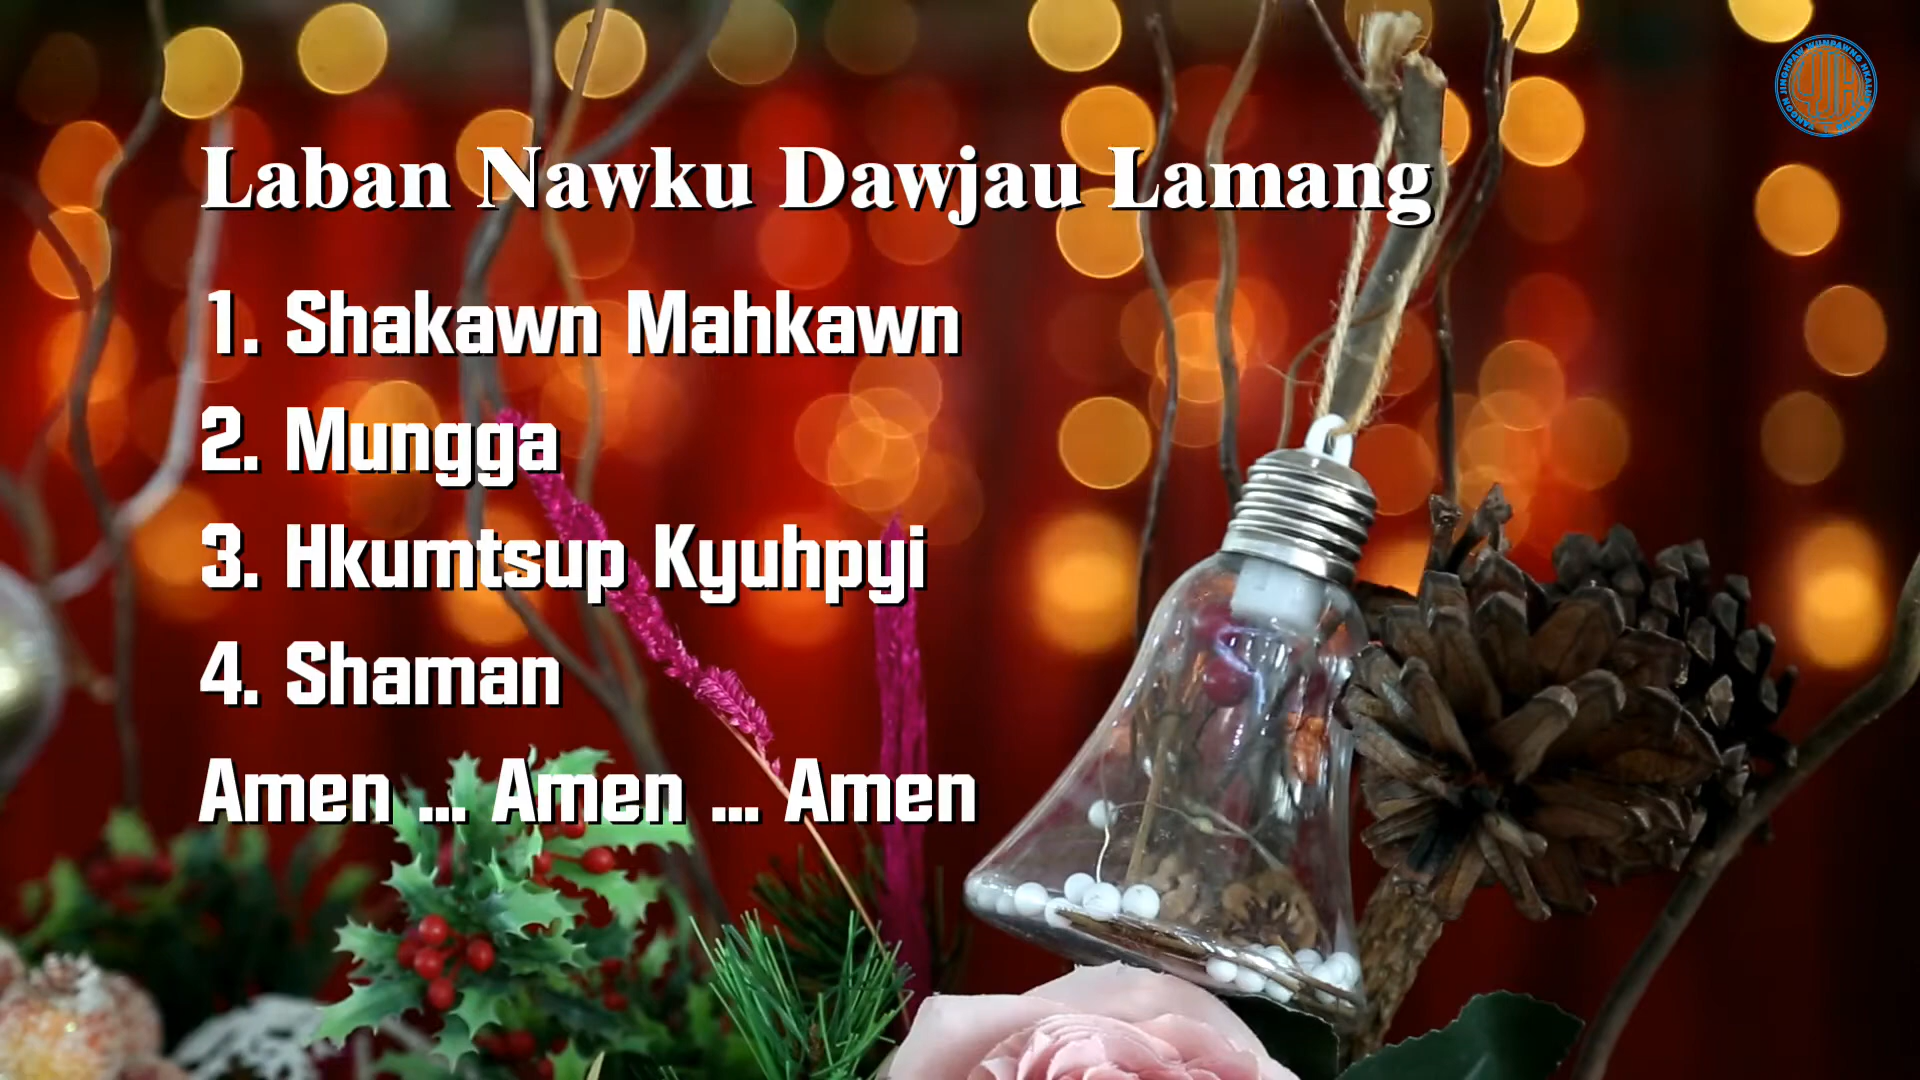 Laban Nawku Dawjau Lamang
1. Shakawn Mahkawn
2. Mungga
3. Hkumtsup Kyuhpyi
4. Shaman
Amen ... Amen ... Amen